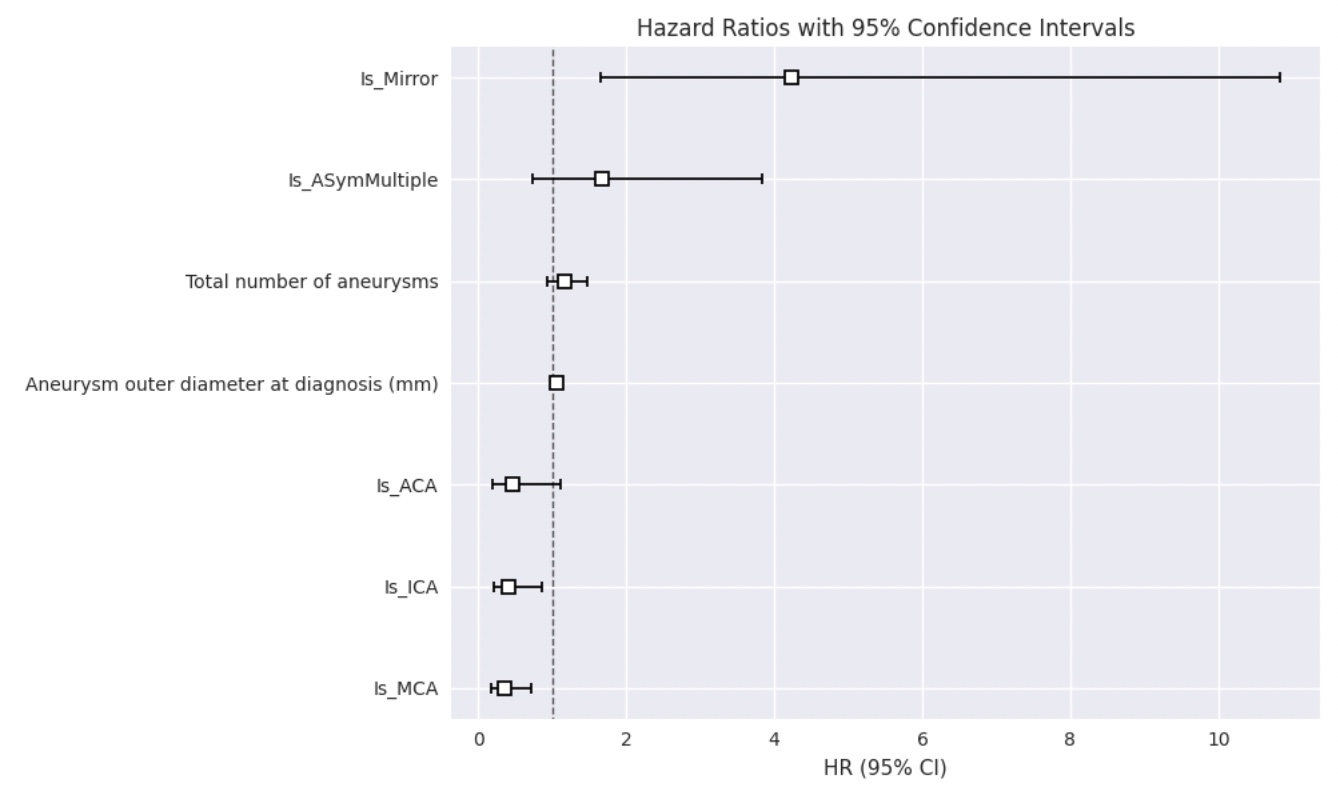 Hazard Ratios with 95% Confidence Intervals
Is_Mirror
Is_ASymMultiple
Total number of aneurysms
Aneurysm outer diameter at diagnosis (mm)
Is_ACA
Is_ICA
Is_MCA
0 2 4 6 8 10
HR (95% CI)